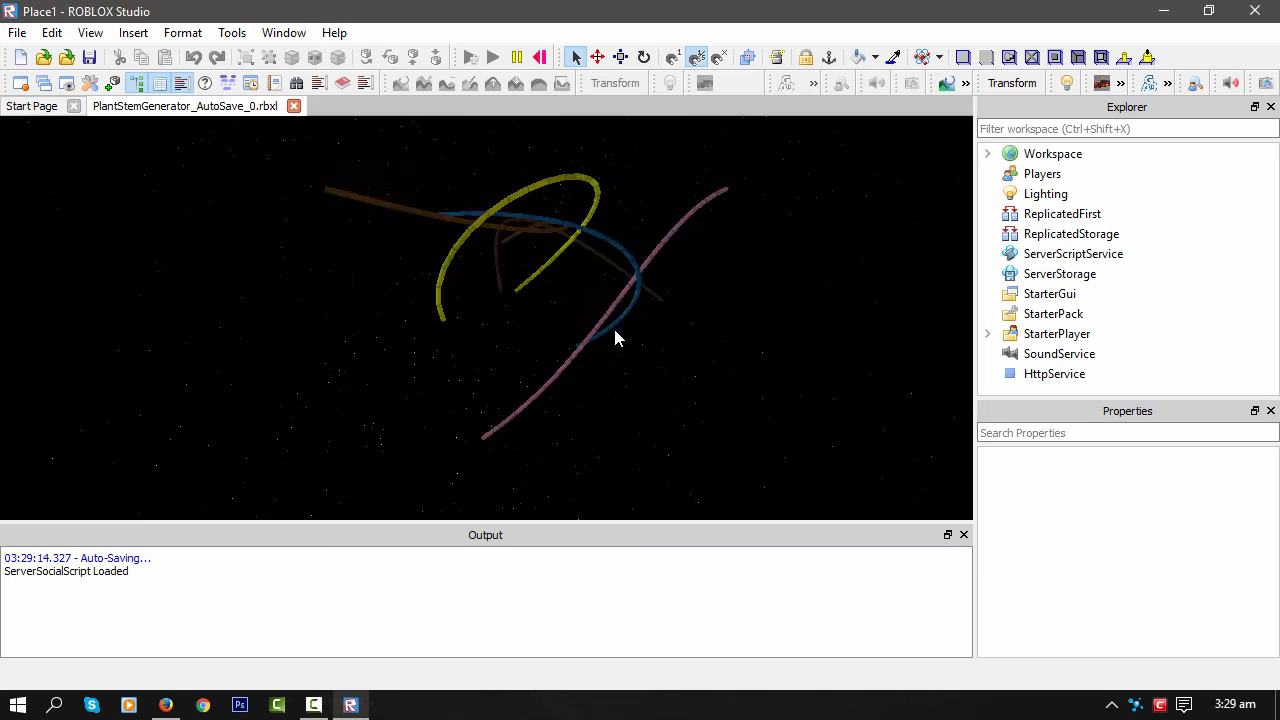 Place1 - ROBLOX Studio
File Edit View Insert Format Tools Window Help
Transform
Transform
Start Page
PlantStemGenerator_AutoSave_0.rbxl
Explorer
Filter workspace (Ctrl+Shift+X)
Workspace
Players
Lighting
ReplicatedFirst
ReplicatedStorage
ServerScriptService
ServerStorage
StarterGui
StarterPack
StarterPlayer
SoundService
HttpService
Properties
Search Properties
Output
03:29:14.327 - Auto-Saving...
ServerSocialScript Loaded
3:29 am